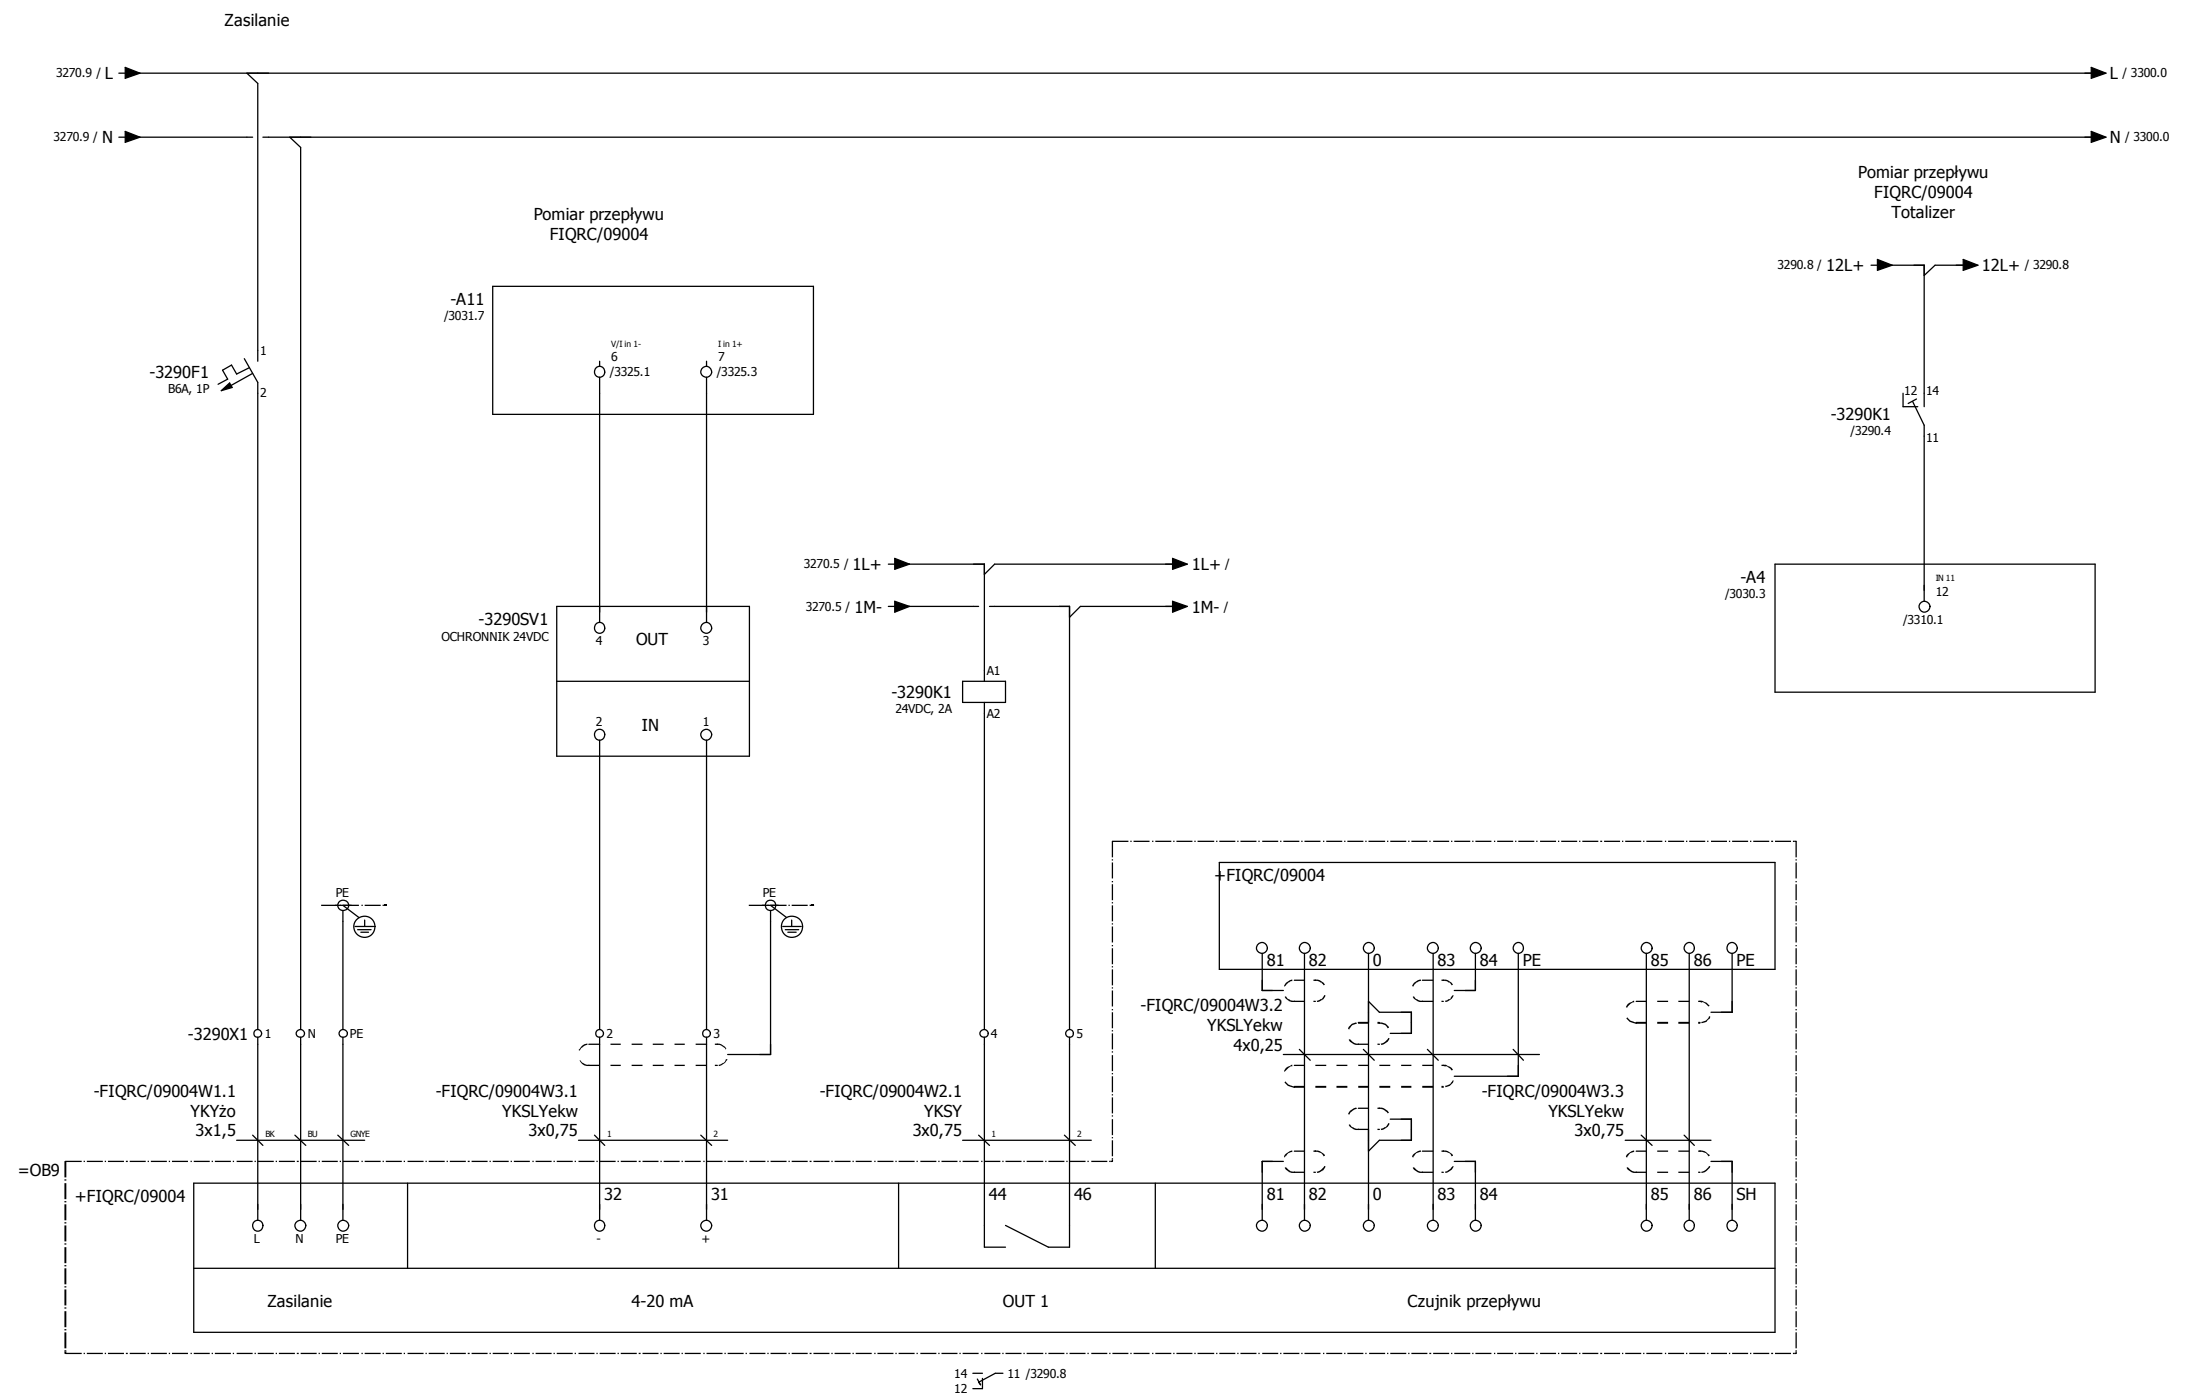 Zasilanie
3270.9 / L
L / 3300.0
3270.9 / N
N / 3300.0
Pomiar przepływu
FIQRC/09004
Totalizer
Pomiar przepływu
FIQRC/09004
3290.8 / 12L+
12L+ / 3290.8
-A11
/3031.7
V/I in 1-
6
/3325.1
I in 1+
7
/3325.3
-3290F1
B6A, 1P
1
2
12 14
-3290K1
/3290.4
11
3270.5 / 1L+
1L+ /
3270.5 / 1M-
1M- /
-A4
/3030.3
IN 11
12
/3310.1
-3290SV1
OCHRONNIK 24VDC
4 OUT 3
2 IN 1
-3290K1
24VDC, 2A
A1
A2
+FIQRC/09004
PE
PE
81 82 0 83 84 PE 85 86 PE
-3290X1 1 N PE 2 3 4 5
-FIQRC/09004W3.2
YKSLYekw
4x0,25
-FIQRC/09004W1.1
YKYżo
3x1,5
BK BU GNYE
-FIQRC/09004W3.1
YKSLYekw
3x0,75
1 2
-FIQRC/09004W2.1
YKSY
3x0,75
1 2
-FIQRC/09004W3.3
YKSLYekw
3x0,75
=OB9
+FIQRC/09004
32 31 44 46 81 82 0 83 84 85 86 SH
L N PE - +
Zasilanie 4-20 mA OUT 1 Czujnik przepływu
14 11 /3290.8
12